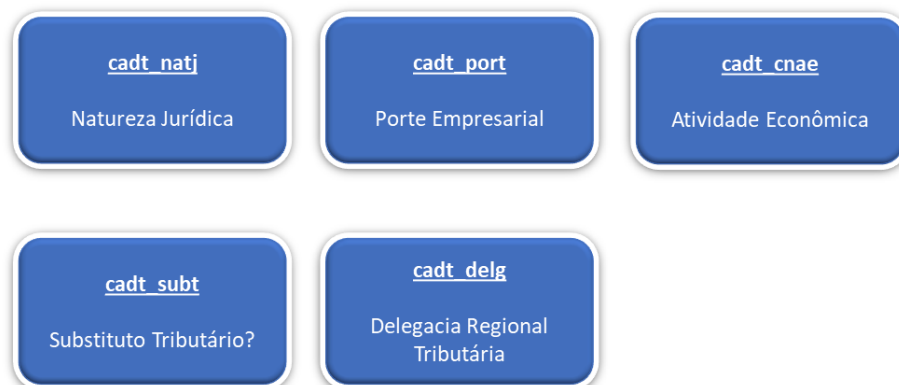 cadt_natj
Natureza Jurídica
cadt_port
Porte Empresarial
cadt_cnae
Atividade Econômica
cadt_subt
Substituto Tributário?
cadt_delg
Delegacia Regional
Tributária